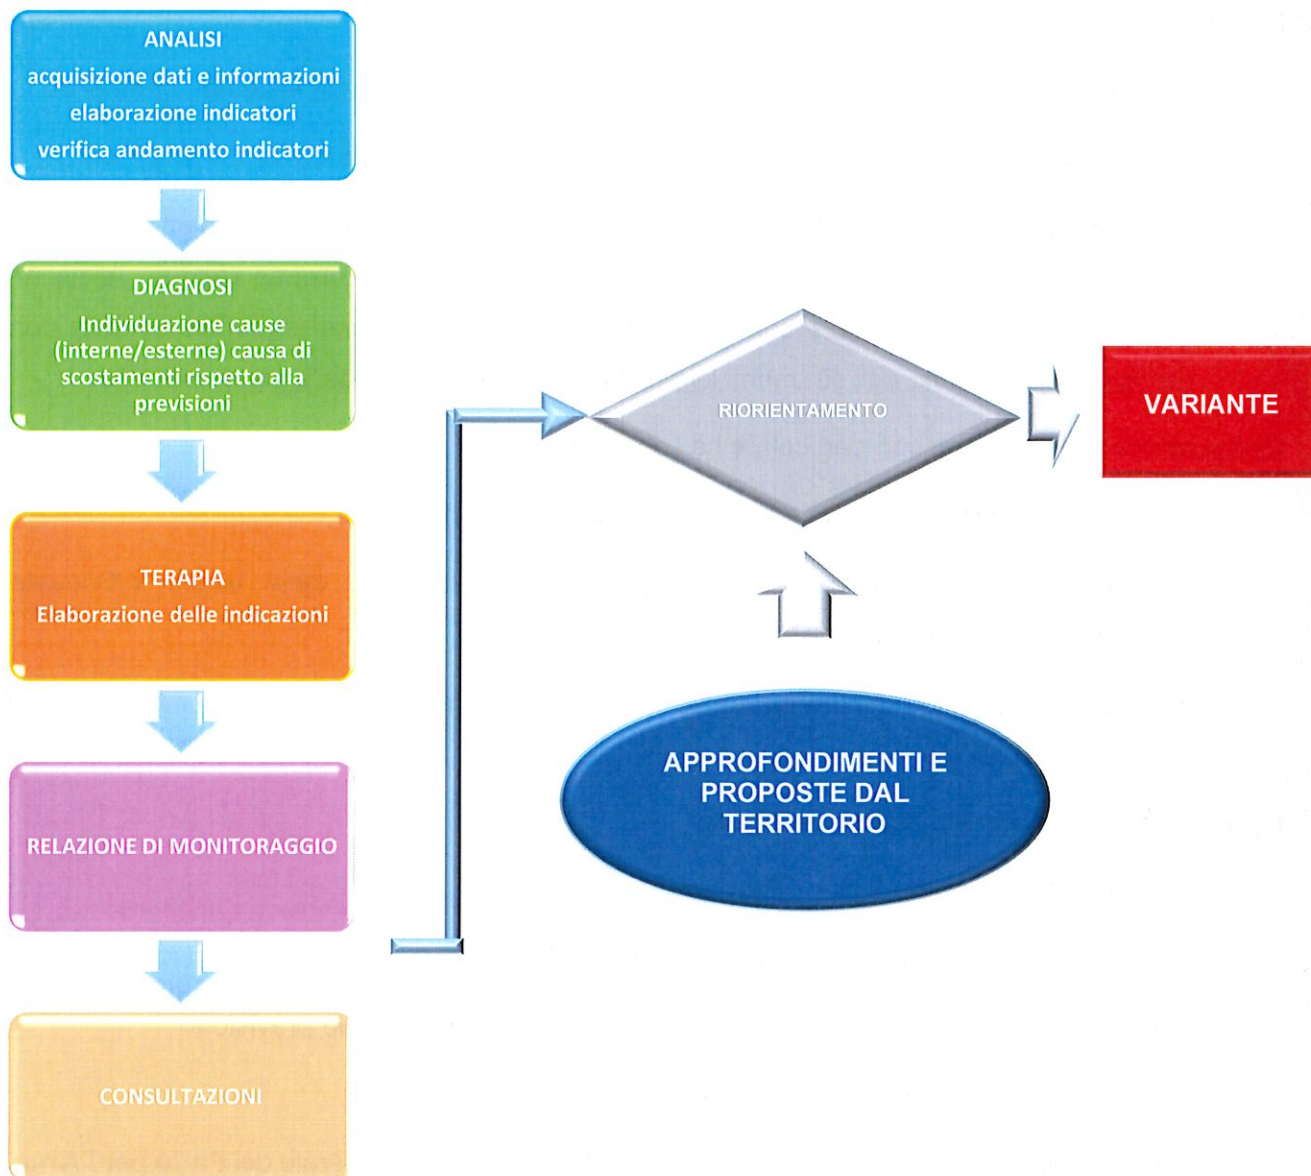 ANALISI
acquisizione dati e informazioni
elaborazione indicatori
verifica andamento indicatori
DIAGNOSI
Individuazione cause
(interne/esterne) causa di
scostamenti rispetto alla
previsioni
TERAPIA
Elaborazione delle indicazioni
RELAZIONE DI MONITORAGGIO
CONSULTAZIONI
RIORIENTAMENTO
VARIANTE
APPROFONDIMENTI E
PROPOSTE DAL
TERRITORIO